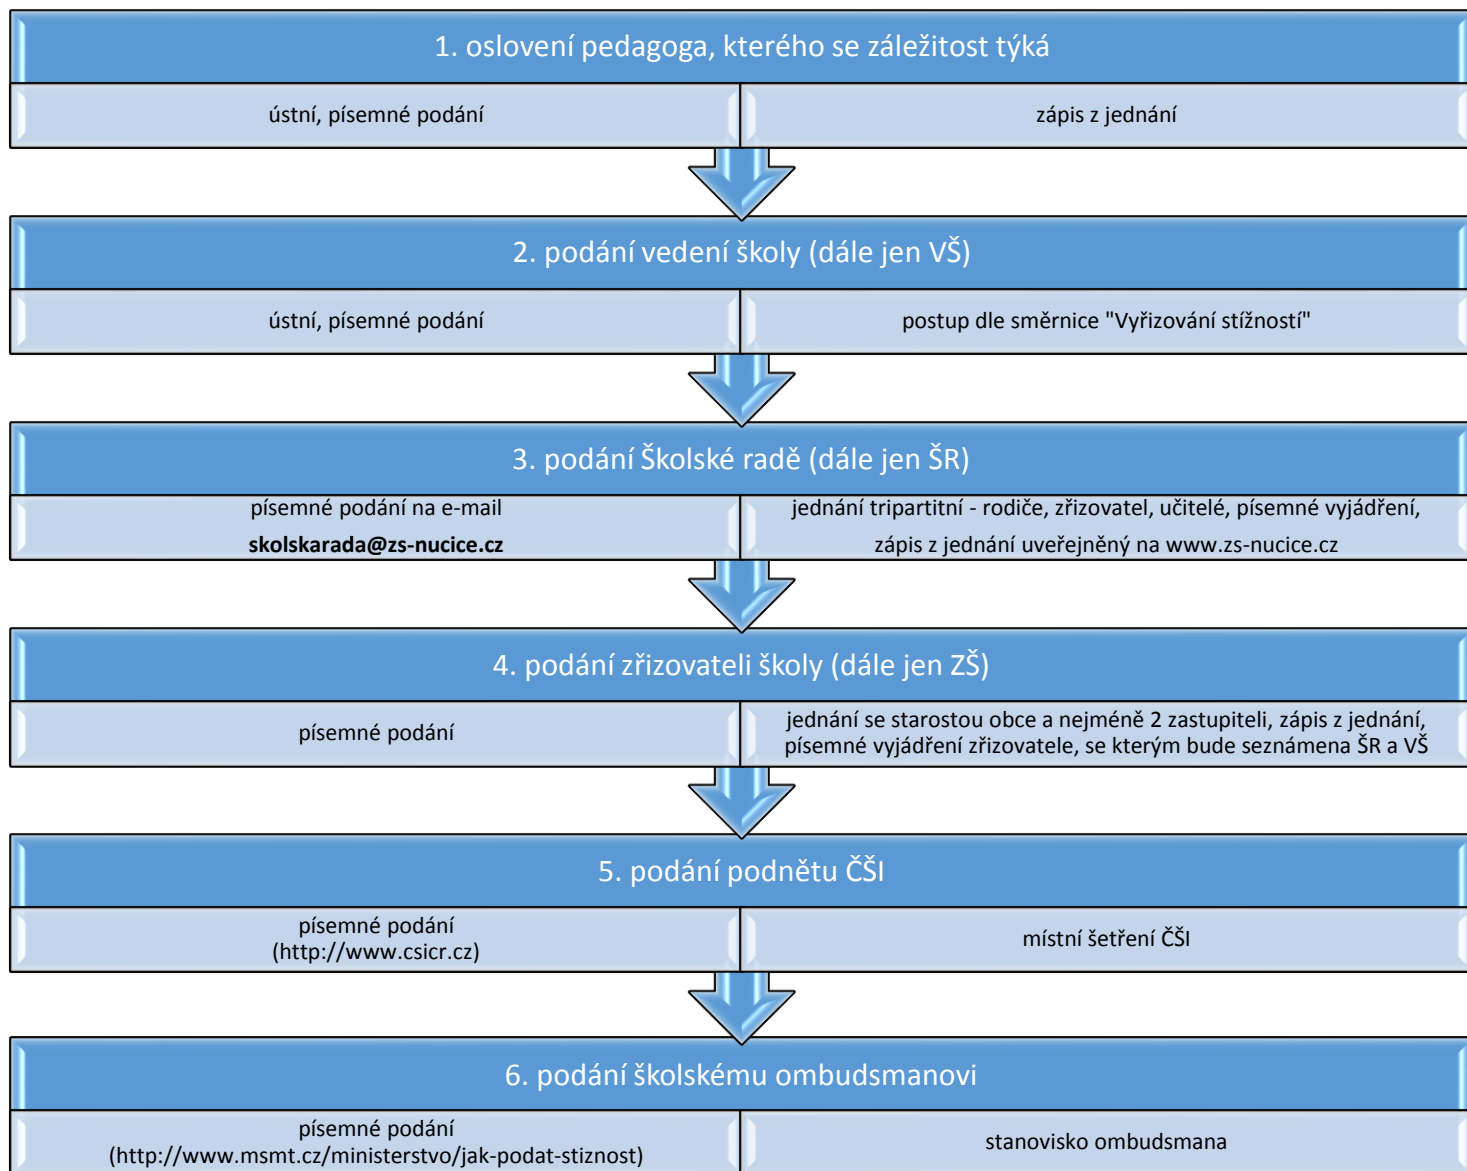 1. oslovení pedagoga, kterého se záležitost týká
ústní, písemné podání
zápis z jednání
2. podání vedení školy (dále jen VŠ)
ústní, písemné podání
postup dle směrnice "Vyřizování stížností"
3. podání Školské radě (dále jen ŠR)
písemné podání na e-mail
skolskarada@zs-nucice.cz
jednání tripartitní - rodiče, zřizovatel, učitelé, písemné vyjádření,
zápis z jednání uveřejněný na www.zs-nucice.cz
4. podání zřizovateli školy (dále jen ZŠ)
písemné podání
jednání se starostou obce a nejméně 2 zastupiteli, zápis z jednání,
písemné vyjádření zřizovatele, se kterým bude seznámena ŠR a VŠ
5. podání podnětu ČŠI
písemné podání
(http://www.csicr.cz)
místní šetření ČŠI
6. podání školskému ombudsmanovi
písemné podání
(http://www.msmt.cz/ministerstvo/jak-podat-stiznost)
stanovisko ombudsmana